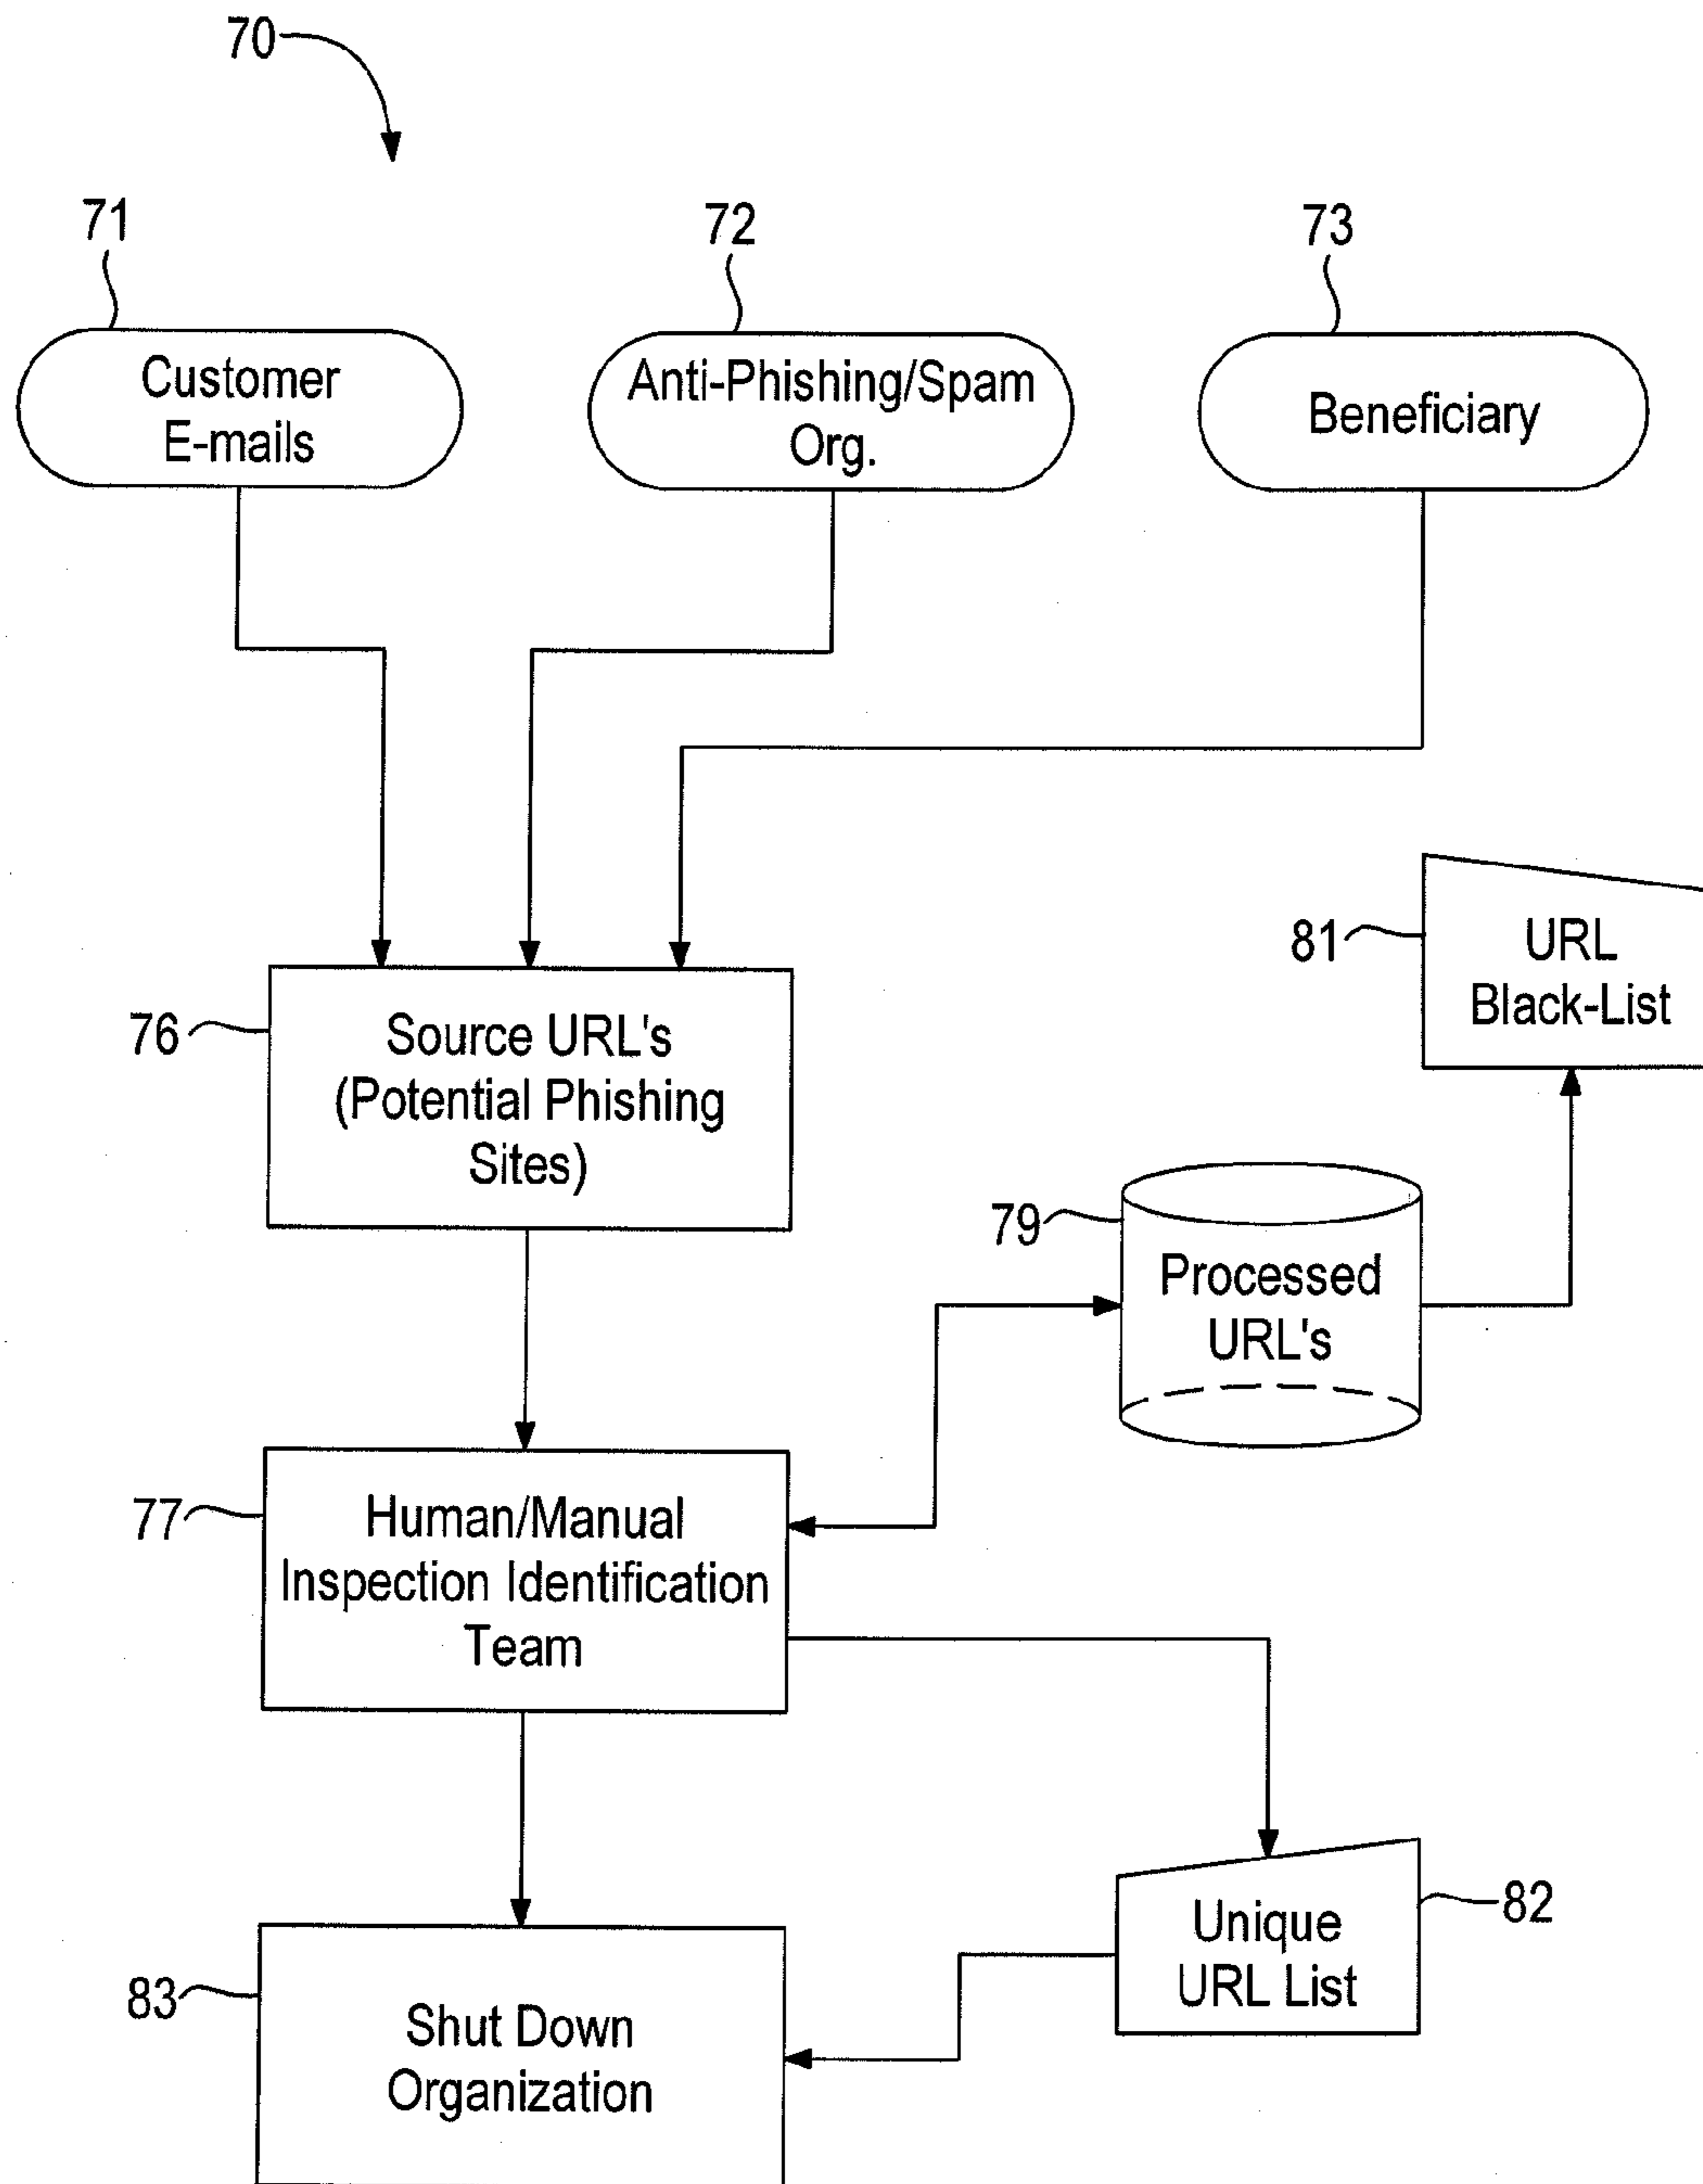 70
71
72
73
Customer
E-mails
Anti-Phishing/Spam
Org.
Beneficiary
81
URL
Black-List
76
Source URL's
(Potential Phishing
Sites)
79
Processed
URL's
77
Human/Manual
Inspection Identification
Team
82
Unique
URL List
83
Shut Down
Organization